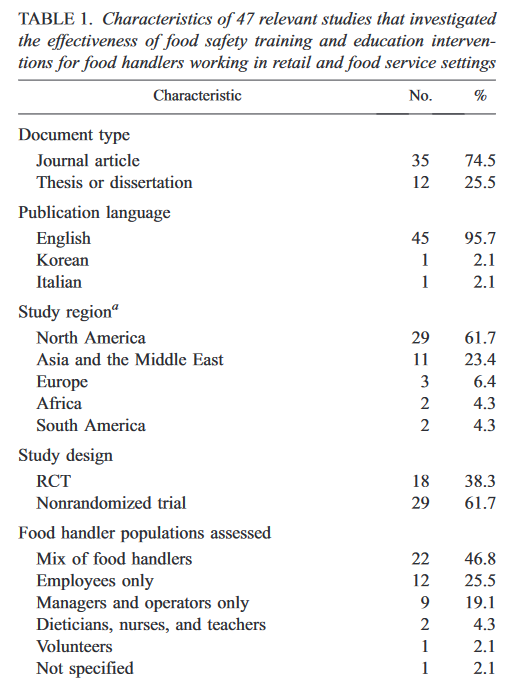 TABLE 1. Characteristics of 47 relevant studies that investigated
the effectiveness of food safety training and education interven-
tions for food handlers working in retail and food service settings
Characteristic No. %
Document type
Journal article 35 74.5
Thesis or dissertation 12 25.5
Publication language
English 45 95.7
Korean 1 2.1
Italian 1 2.1
Study regionᵃ
North America 29 61.7
Asia and the Middle East 11 23.4
Europe 3 6.4
Africa 2 4.3
South America 2 4.3
Study design
RCT 18 38.3
Nonrandomized trial 29 61.7
Food handler populations assessed
Mix of food handlers 22 46.8
Employees only 12 25.5
Managers and operators only 9 19.1
Dieticians, nurses, and teachers 2 4.3
Volunteers 1 2.1
Not specified 1 2.1